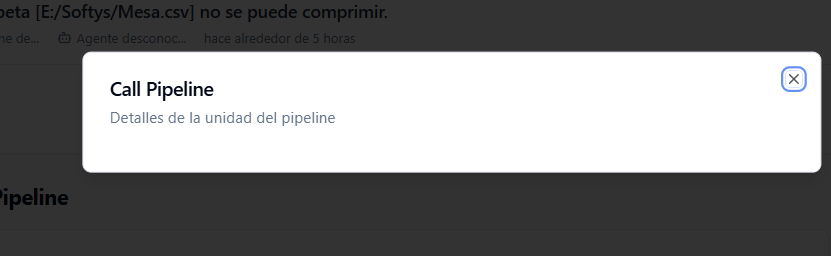 [E:/Softys/Mesa.csv] no se puede comprimir.
Agente desconoc... hace alrededor de 5 horas
Call Pipeline
Detalles de la unidad del pipeline
Pipeline